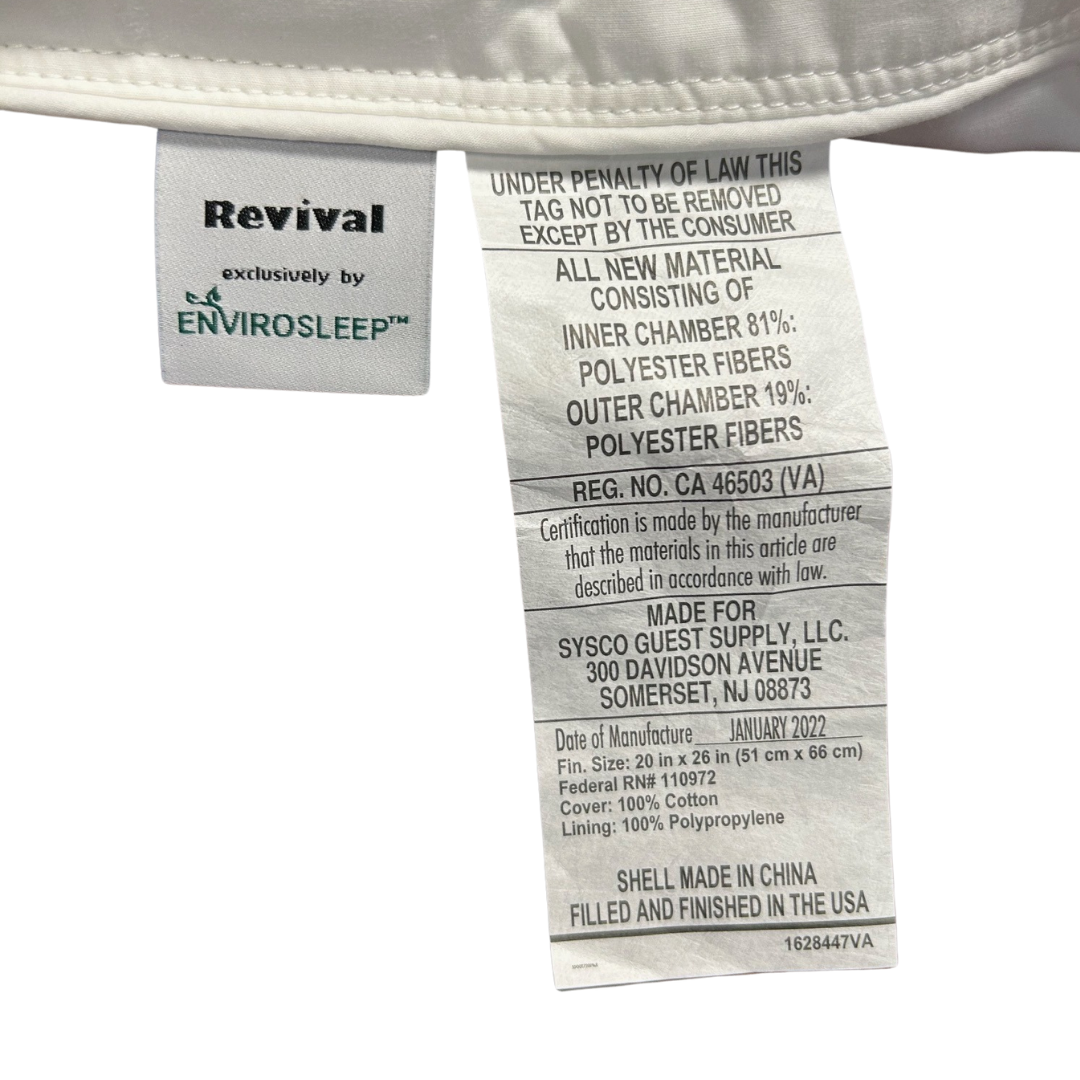 Revival
exclusively by
ENVIROSLEEP™
UNDER PENALTY OF LAW THIS
TAG NOT TO BE REMOVED
EXCEPT BY THE CONSUMER
ALL NEW MATERIAL
CONSISTING OF
INNER CHAMBER 81%:
POLYESTER FIBERS
OUTER CHAMBER 19%:
POLYESTER FIBERS
REG. NO. CA 46503 (VA)
Certification is made by the manufacturer
that the materials in this article are
described in accordance with law.
MADE FOR
SYSCO GUEST SUPPLY, LLC.
300 DAVIDSON AVENUE
SOMERSET, NJ 08873
Date of Manufacture JANUARY 2022
Fin. Size: 20 in x 26 in (51 cm x 66 cm)
Federal RN# 110972
Cover: 100% Cotton
Lining: 100% Polypropylene
SHELL MADE IN CHINA
FILLED AND FINISHED IN THE USA
1628447VA